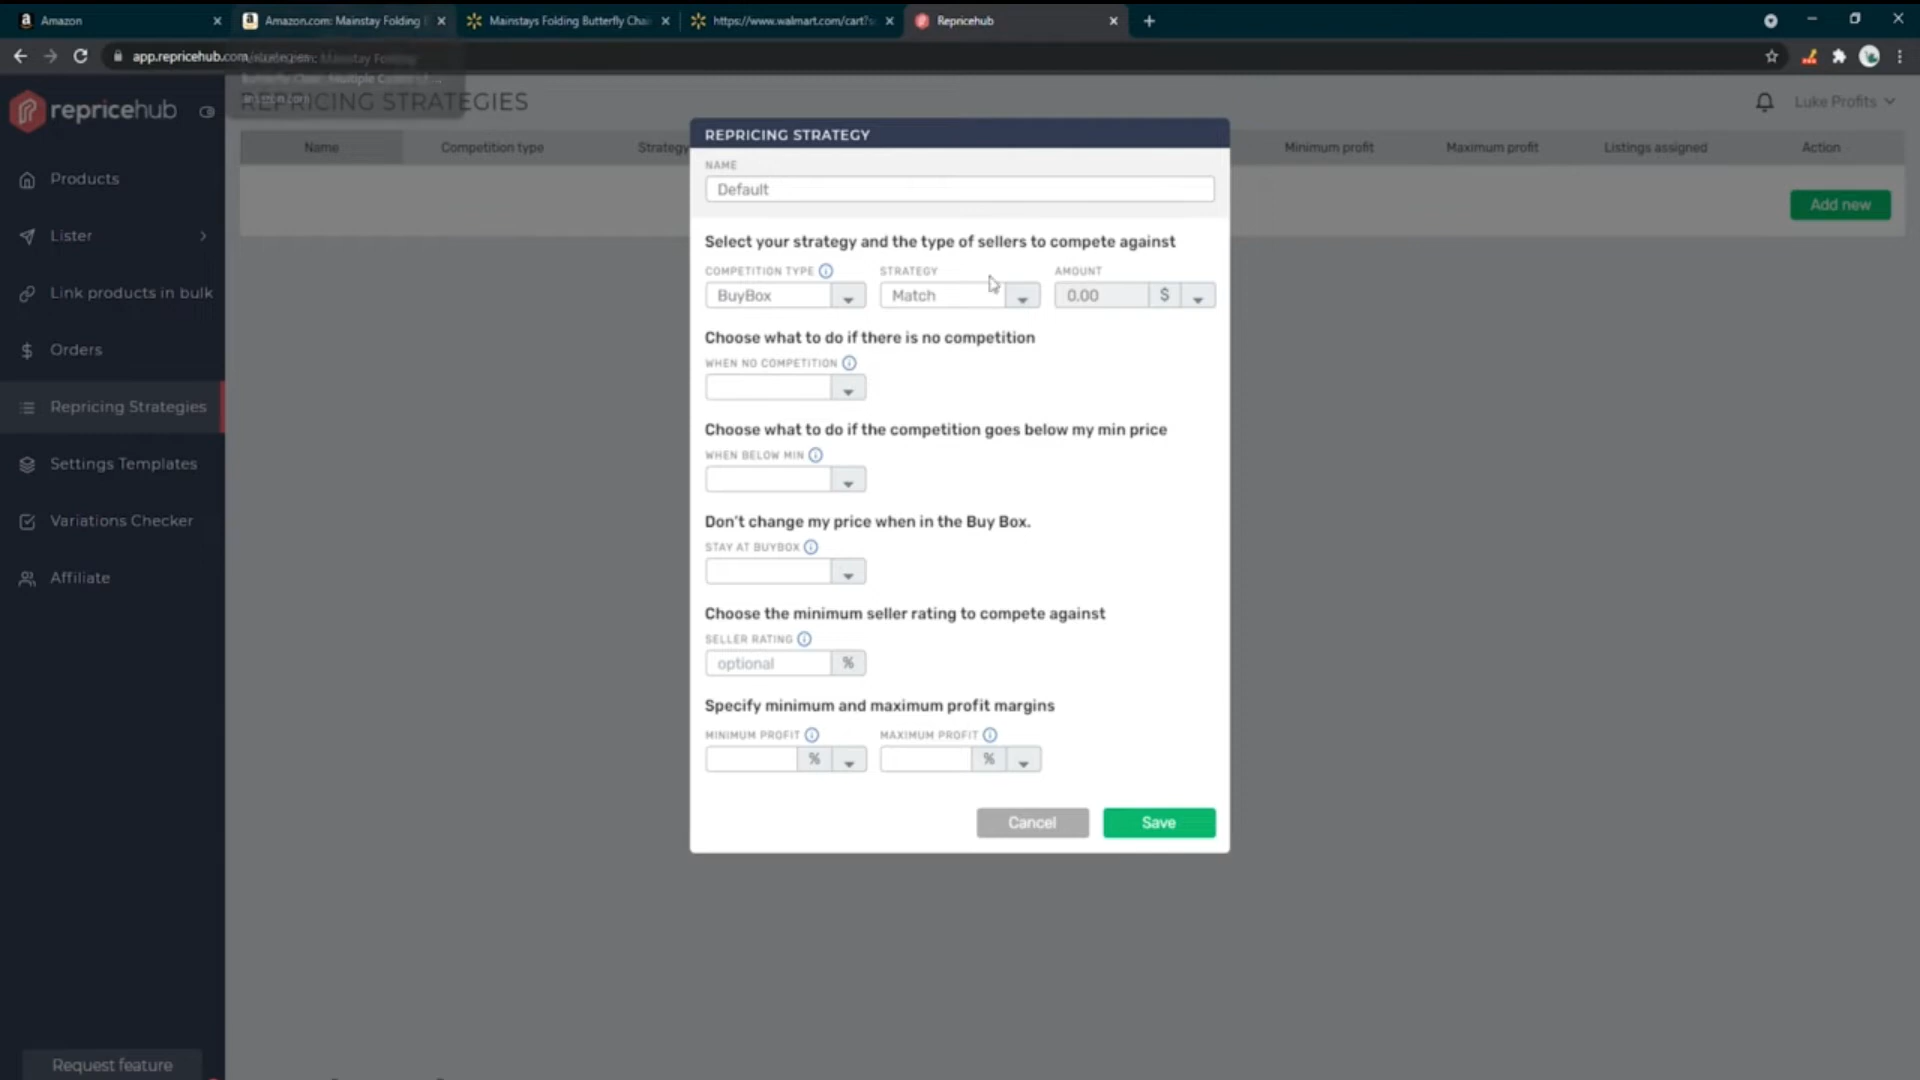 Amazon
Amazon.com: Mainstay Folding
Mainstays Folding Butterfly Chai
https://www.walmart.com/cart?s
Repricehub
app.repricehub.com
repricehub
REPRICING STRATEGIES
Luke Profits
Name
Competition type
Strategy
Minimum profit
Maximum profit
Listings assigned
Action
Add new
Products
Lister
Link products in bulk
Orders
Repricing Strategies
Settings Templates
Variations Checker
Affiliate
Request feature
REPRICING STRATEGY
NAME
Default
Select your strategy and the type of sellers to compete against
COMPETITION TYPE
STRATEGY
AMOUNT
BuyBox
Match
0.00 $
Choose what to do if there is no competition
WHEN NO COMPETITION
Choose what to do if the competition goes below my min price
WHEN BELOW MIN
Don't change my price when in the Buy Box.
STAY AT BUYBOX
Choose the minimum seller rating to compete against
SELLER RATING
optional %
Specify minimum and maximum profit margins
MINIMUM PROFIT
MAXIMUM PROFIT
%
%
Cancel
Save